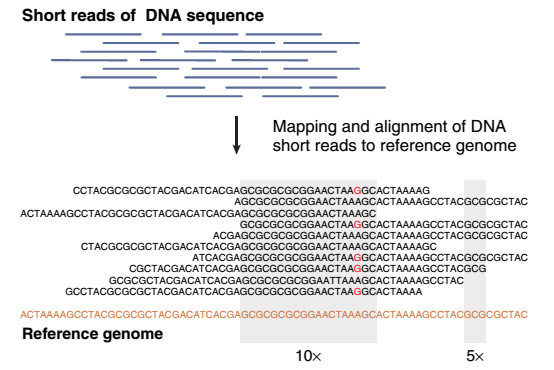 Short reads of DNA sequence
Mapping and alignment of DNA
short reads to reference genome
CCTACGCGCGCTACGACATCACGAGCGCGCGCGGAACTAAGGCACTAAAAG
AGCGCGCGCGGAACTAAAGCACTAAAAGCCTACGCGCGCTAC
ACTAAAAGCCTACGCGCGCTACGACATCACGAGCGCGCGCGGAACTAAAGC
GCGCGCGCGGAACTAAGGCACTAAAAGCCTACGCGCGCTAC
ACGAGCGCGCGCGGAACTAAAGCACTAAAAGCCTACGCGCGCTAC
CTACGCGCGCTACGACATCACGAGCGCGCGCGGAACTAAAGCACTAAAAGC
ATCACGAGCGCGCGCGGAACTAAGGCACTAAAAGCCTACGCGCGCTAC
CGCTACGACATCACGAGCGCGCGCGGAACTAAGGCACTAAAAGCCTACGCG
GCGCGCTACGACATCACGAGCGCGCGCGGAATTAAAGCACTAAAAGCCTAC
GCCTACGCGCGCTACGACATCACGAGCGCGCGCGGAACTAAGGCACTAAAA
ACTAAAAGCCTACGCGCGCTACGACATCACGAGCGCGCGCGGAACTAAAGCACTAAAAGCCTACGCGCGCTAC
Reference genome
10× 5×